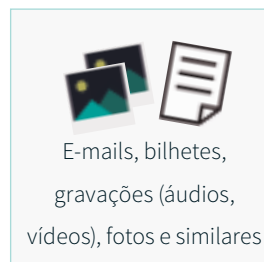 E-mails, bilhetes,
gravações (áudios,
vídeos), fotos e similares